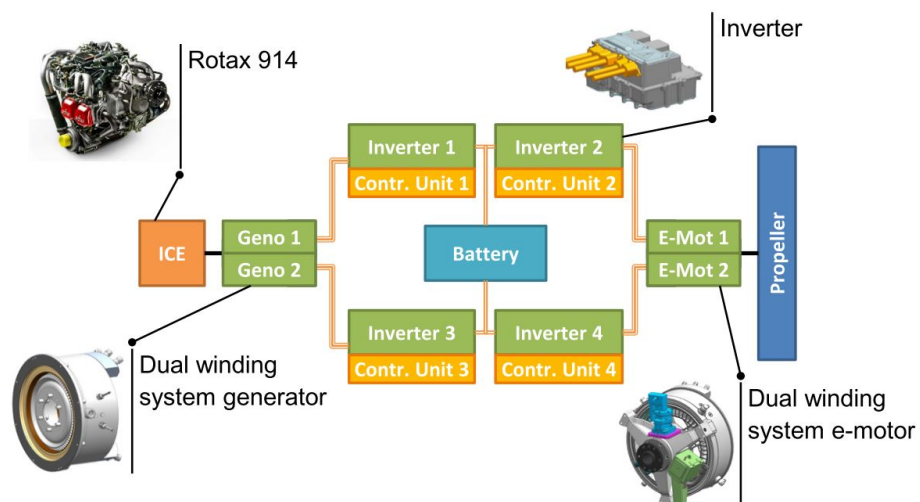 Rotax 914
Inverter
Inverter 1
Inverter 2
Contr. Unit 1
Contr. Unit 2
ICE
Geno 1
Geno 2
Battery
E-Mot 1
E-Mot 2
Propeller
Inverter 3
Inverter 4
Contr. Unit 3
Contr. Unit 4
Dual winding
system generator
Dual winding
system e-motor